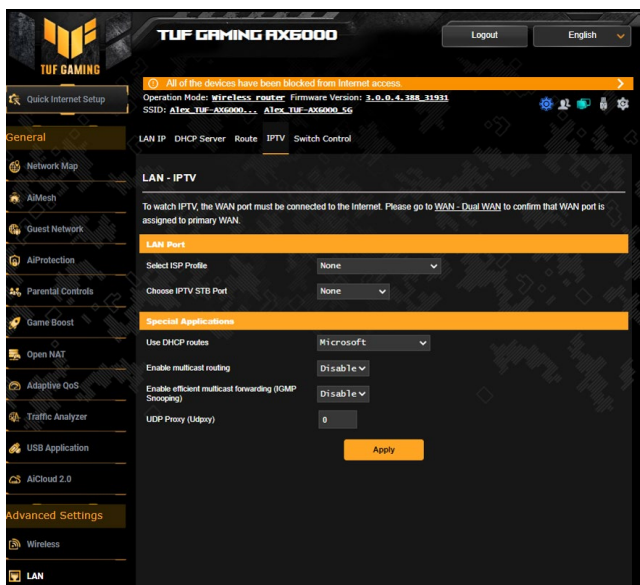 TUF GAMING AX6000
Logout
English
TUF GAMING
All of the devices have been blocked from Internet access.
Quick Internet Setup
Operation Mode: Wireless router Firmware Version: 3.0.0.4.388_31931
SSID: Alex_TUF-AX6000... Alex_TUF-AX6000_5G
General
LAN IP DHCP Server Route IPTV Switch Control
Network Map
AiMesh
Guest Network
AiProtection
Parental Controls
Game Boost
Open NAT
Adaptive QoS
Traffic Analyzer
USB Application
AiCloud 2.0
Advanced Settings
Wireless
LAN
LAN - IPTV
To watch IPTV, the WAN port must be connected to the Internet. Please go to WAN - Dual WAN to confirm that WAN port is
assigned to primary WAN.
LAN Port
Select ISP Profile None
Choose IPTV STB Port None
Special Applications
Use DHCP routes Microsoft
Enable multicast routing Disable
Enable efficient multicast forwarding (IGMP
Snooping) Disable
UDP Proxy (Udpxy) 0
Apply